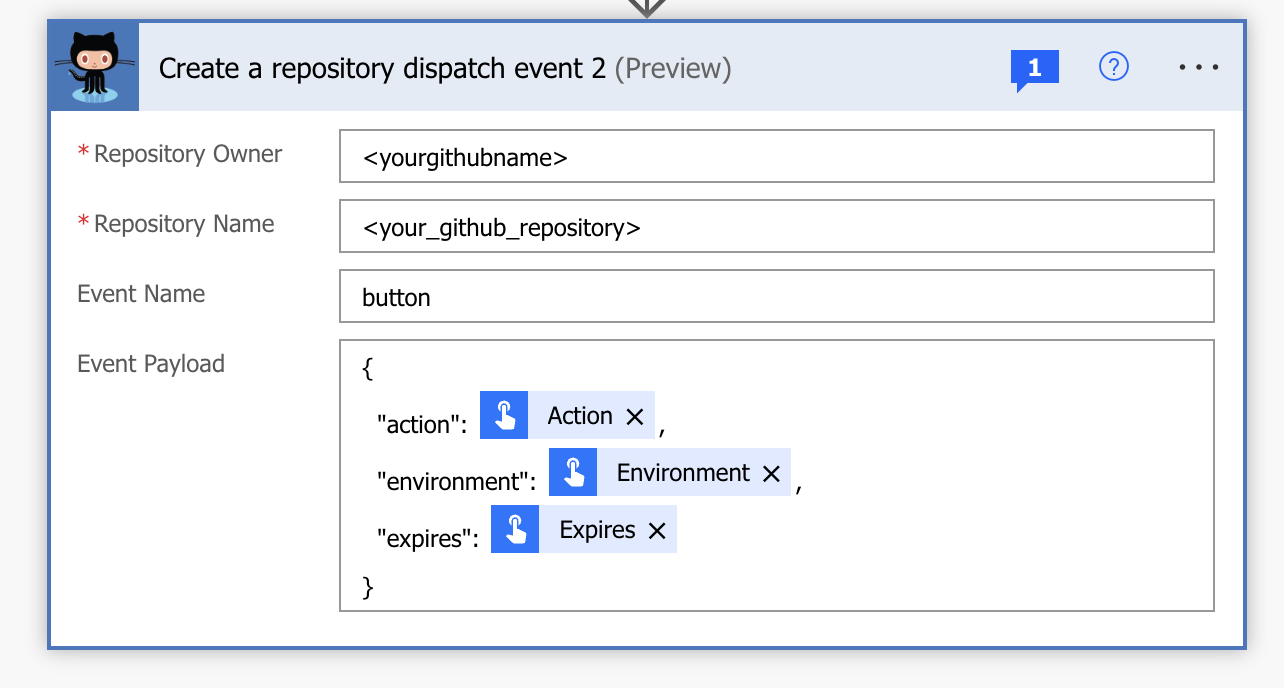 Create a repository dispatch event 2 (Preview)
1
?
* Repository Owner
<yourgithubname>
* Repository Name
<your_github_repository>
Event Name
button
Event Payload
{
"action": Action ×,
"environment": Environment ×,
"expires": Expires ×
}